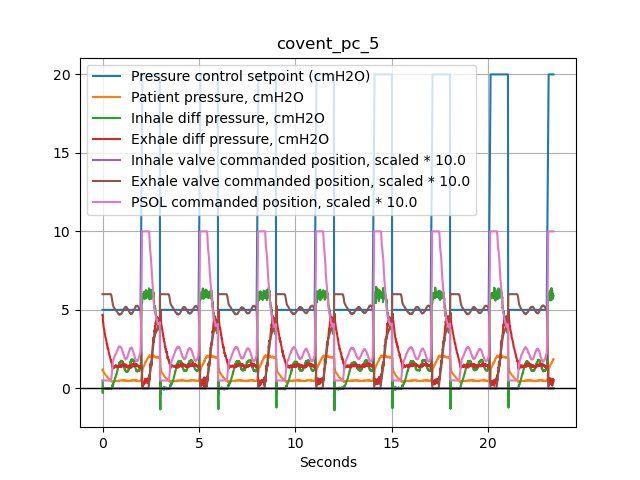 covent_pc_5
Pressure control setpoint (cmH2O)
Patient pressure, cmH2O
Inhale diff pressure, cmH2O
Exhale diff pressure, cmH2O
Inhale valve commanded position, scaled * 10.0
Exhale valve commanded position, scaled * 10.0
PSOL commanded position, scaled * 10.0
20
15
10
5
0
0 5 10 15 20
Seconds